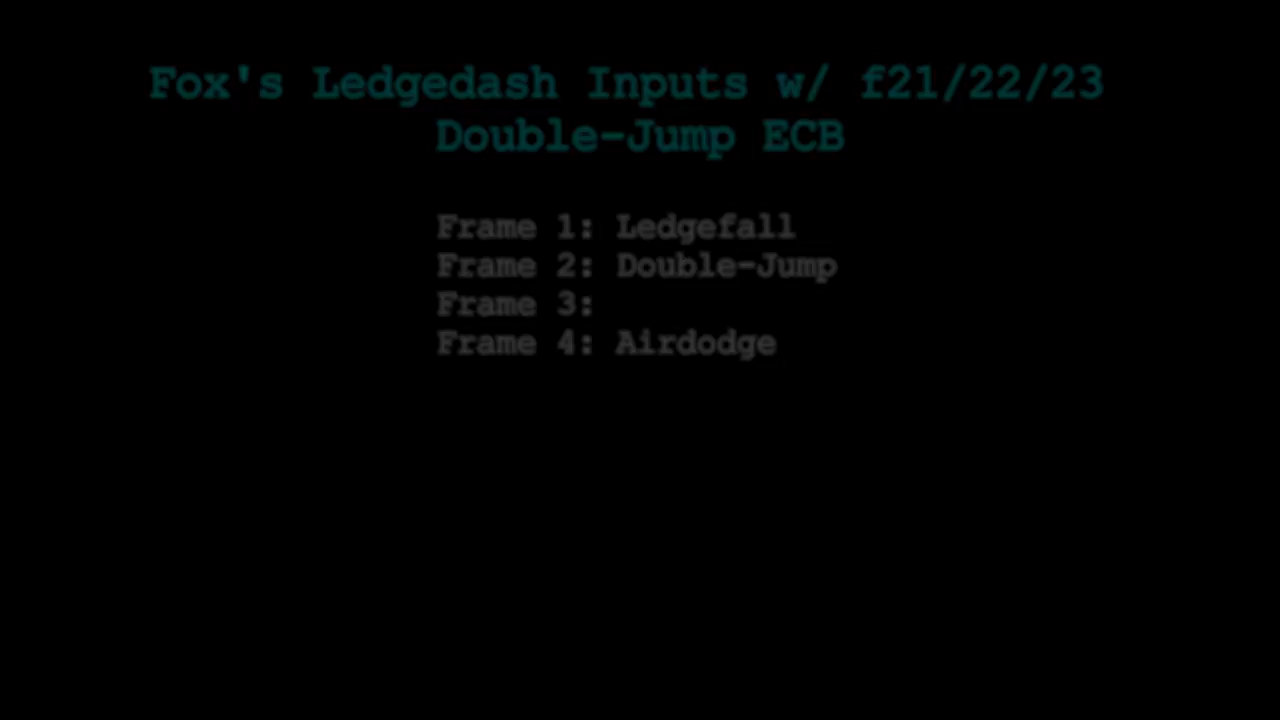 Fox's Ledgedash Inputs w/ f21/22/23
Double-Jump ECB
Frame 1: Ledgefall
Frame 2: Double-Jump
Frame 3:
Frame 4: Airdodge